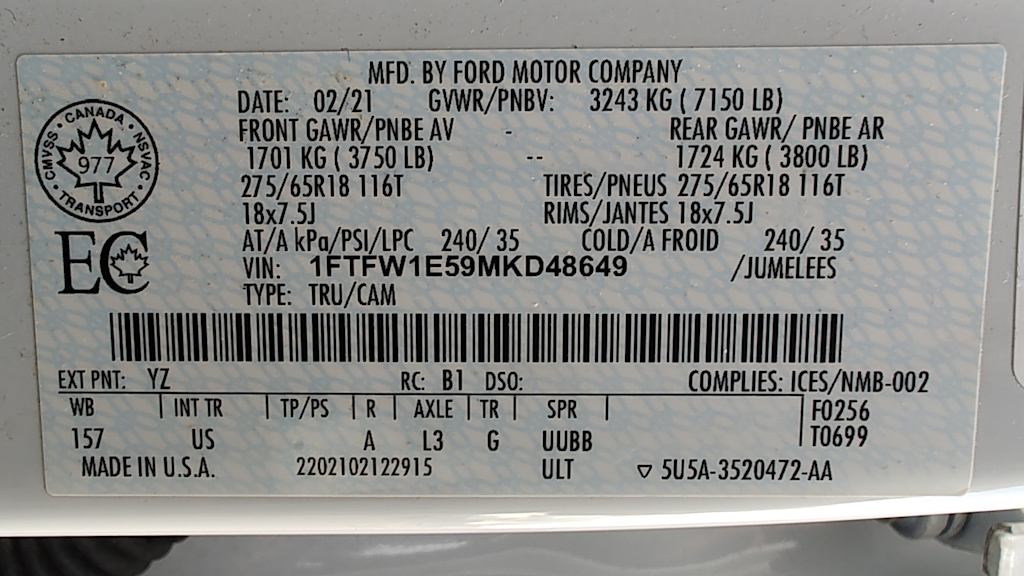 MFD. BY FORD MOTOR COMPANY
DATE: 02/21 GVWR/PNBV: 3243 KG ( 7150 LB)
FRONT GAWR/PNBE AV - REAR GAWR/ PNBE AR
1701 KG ( 3750 LB) -- 1724 KG ( 3800 LB)
275/65R18 116T TIRES/PNEUS 275/65R18 116T
18x7.5J RIMS/JANTES 18x7.5J
AT/A kPa/PSI/LPC 240/ 35 COLD/A FROID 240/ 35
VIN: 1FTFW1E59MKD48649 /JUMELEES
TYPE: TRU/CAM
CMVSS • CANADA • NSVAC • TRANSPORT •
977
EC
EXT PNT: YZ RC: B1 DSO: COMPLIES: ICES/NMB-002
WB | INT TR | TP/PS | R | AXLE | TR | SPR | F0256
157 US A L3 G UUBB T0699
MADE IN U.S.A. 2202102122915 ULT ▽ 5U5A-3520472-AA